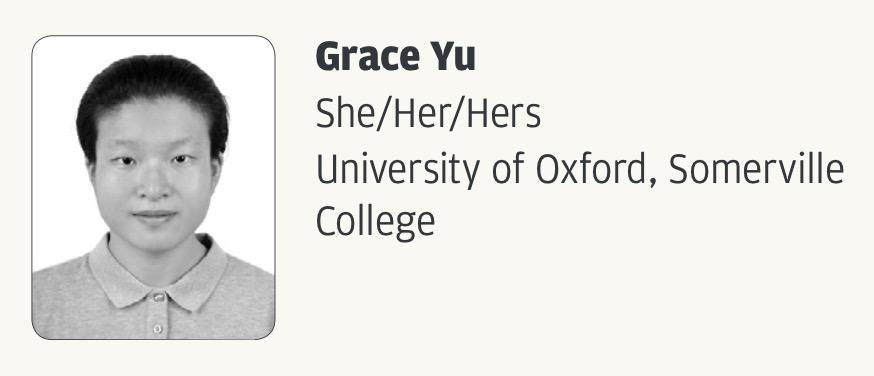 Grace Yu
She/Her/Hers
University of Oxford, Somerville
College